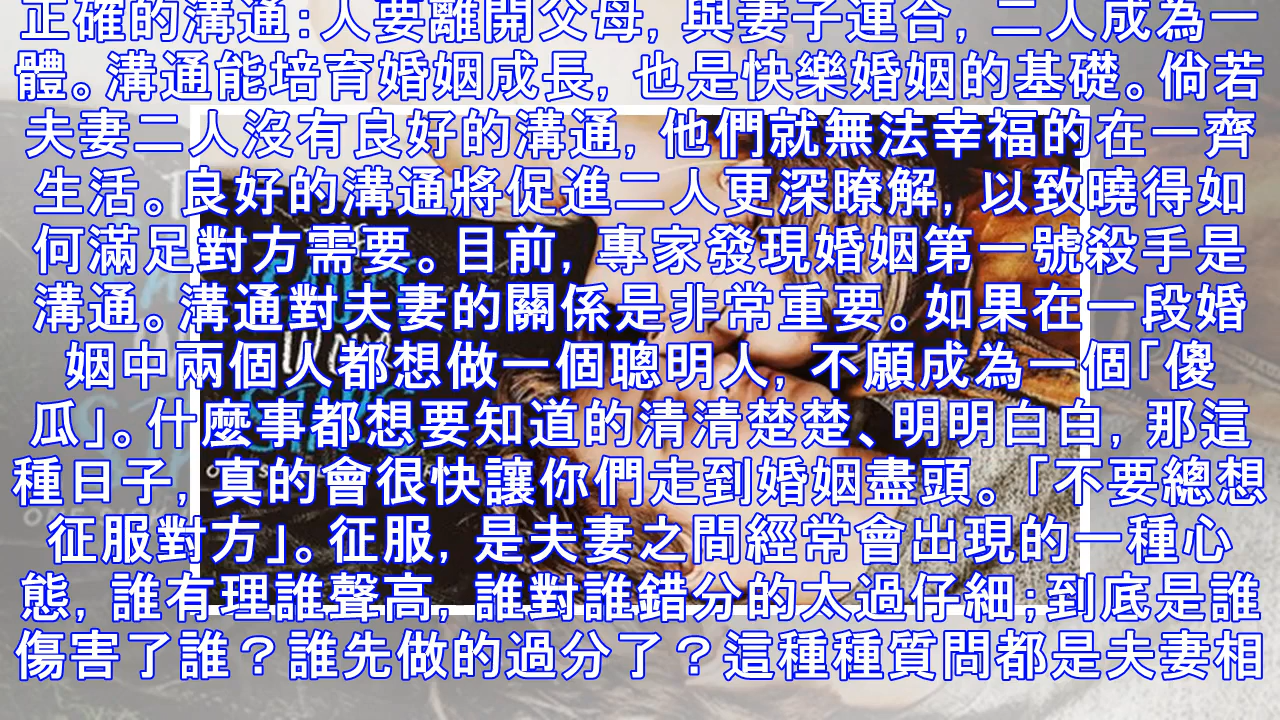 正確的溝通:人要離開父母,與妻子連合,二人成為一
體。溝通能培育婚姻成長,也是快樂婚姻的基礎。倘若
夫妻二人沒有良好的溝通,他們就無法幸福的在一齊
生活。良好的溝通將促進二人更深瞭解,以致曉得如
何滿足對方需要。目前,專家發現婚姻第一號殺手是
溝通。溝通對夫妻的關係是非常重要。如果在一段婚
姻中兩個人都想做一個聰明人,不願成為一個「傻
瓜」。什麼事都想要知道的清清楚楚、明明白白,那這
種日子,真的會很快讓你們走到婚姻盡頭。「不要總想
征服對方」。征服,是夫妻之間經常會出現的一種心
態,誰有理誰聲高,誰對誰錯分的太過仔細;到底是誰
傷害了誰?誰先做的過分了?這種種質問都是夫妻相